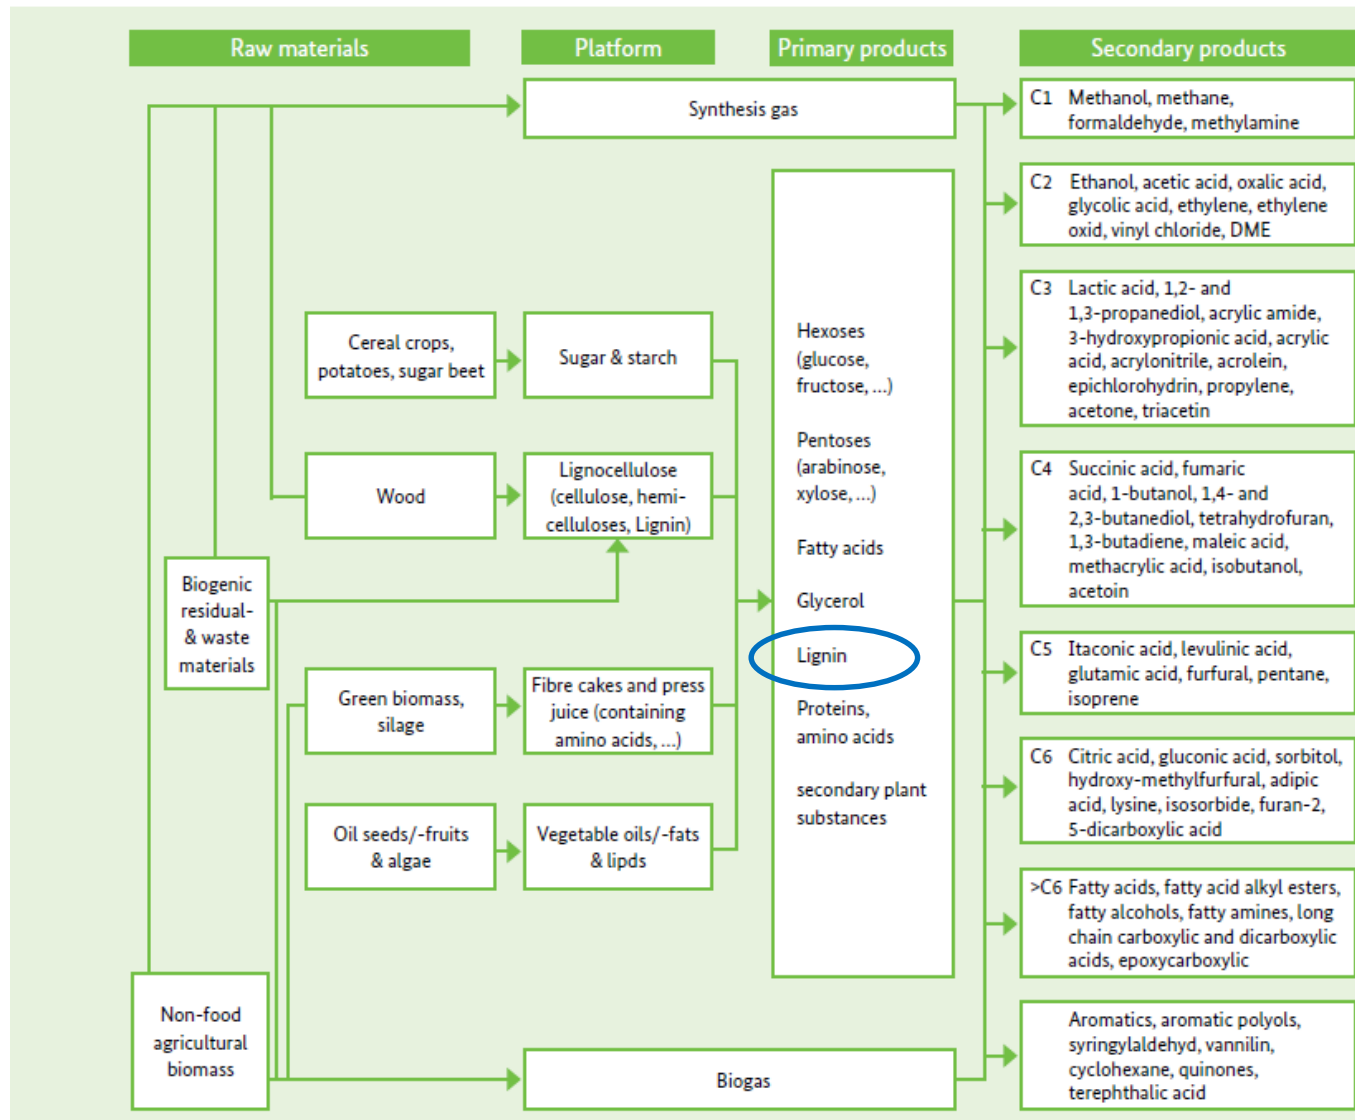 Raw materials
Platform
Primary products
Secondary products
Synthesis gas
C1 Methanol, methane,
formaldehyde, methylamine
C2 Ethanol, acetic acid, oxalic acid,
glycolic acid, ethylene, ethylene
oxid, vinyl chloride, DME
C3 Lactic acid, 1,2- and
1,3-propanediol, acrylic amide,
3-hydroxypropionic acid, acrylic
acid, acrylonitrile, acrolein,
epichlorohydrin, propylene,
acetone, triacetin
Cereal crops,
potatoes, sugar beet
Sugar & starch
Hexoses
(glucose,
fructose, ...)
Pentoses
(arabinose,
xylose, ...)
Fatty acids
Glycerol
Lignin
Proteins,
amino acids
secondary plant
substances
Wood
Lignocellulose
(cellulose, hemi-
celluloses, Lignin)
C4 Succinic acid, fumaric
acid, 1-butanol, 1,4- and
2,3-butanediol, tetrahydrofuran,
1,3-butadiene, maleic acid,
methacrylic acid, isobutanol,
acetoin
Biogenic
residual-
& waste
materials
Green biomass,
silage
Fibre cakes and press
juice (containing
amino acids, ...)
C5 Itaconic acid, levulinic acid,
glutamic acid, furfural, pentane,
isoprene
C6 Citric acid, gluconic acid, sorbitol,
hydroxy-methylfurfural, adipic
acid, lysine, isosorbide, furan-2,
5-dicarboxylic acid
Oil seeds/-fruits
& algae
Vegetable oils/-fats
& lipds
>C6 Fatty acids, fatty acid alkyl esters,
fatty alcohols, fatty amines, long
chain carboxylic and dicarboxylic
acids, epoxycarboxylic
Non-food
agricultural
biomass
Biogas
Aromatics, aromatic polyols,
syringylaldehyd, vannilin,
cyclohexane, quinones,
terephthalic acid